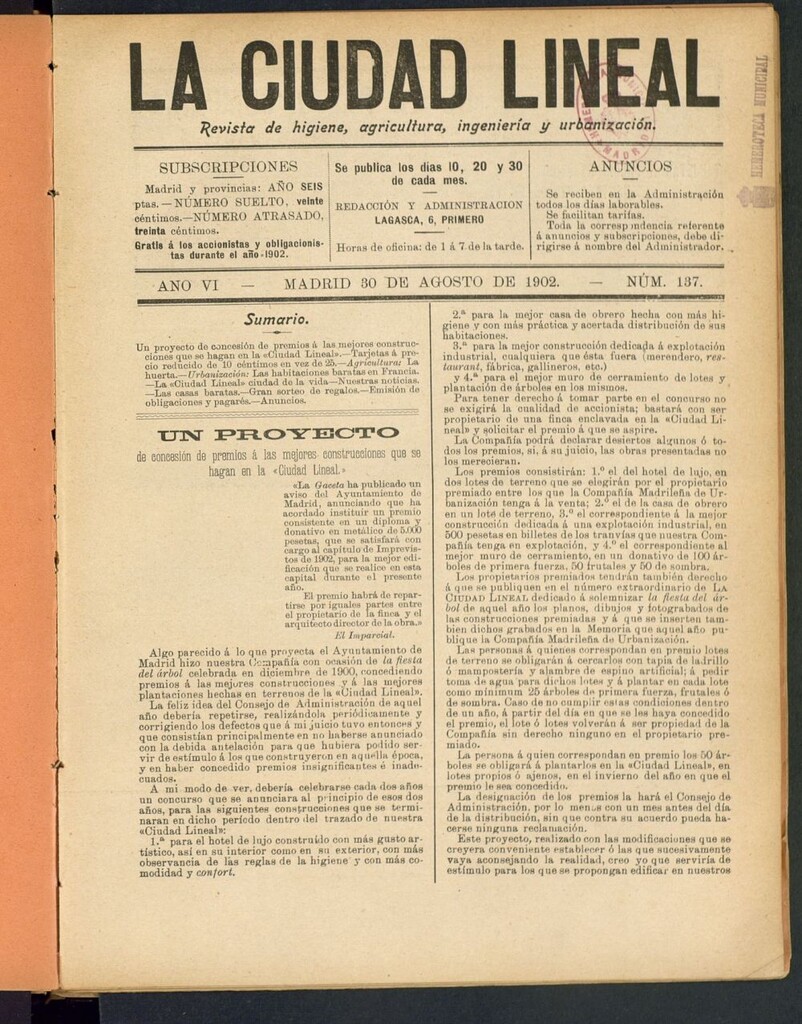 LA CIUDAD LINEAL
Revista de higiene, agricultura, ingeniería y urbanización.
HEMEROTECA MUNICIPAL
MADRID
SUBSCRIPCIONES
Madrid y provincias: AÑO SEIS
ptas.—NÚMERO SUELTO, veinte
céntimos.—NÚMERO ATRASADO,
treinta céntimos.
Gratis á los accionistas y obligacionis-
tas durante el año 1902.
Se publica los días 10, 20 y 30
de cada mes.
REDACCIÓN Y ADMINISTRACION
LAGASCA, 6, PRIMERO
Horas de oficina: de 1 á 7 de la tarde.
ANUNCIOS
Se reciben en la Administración
todos los días laborables.
Se facilitan tarifas.
Toda la correspondencia referente
á anuncios y subscripciones, debe di-
rigirse á nombre del Administrador.
AÑO VI — MADRID 30 DE AGOSTO DE 1902. — NÚM. 137.
Sumario.
Un proyecto de concesión de premios á las mejores construc-
ciones que se hagan en la «Ciudad Lineal».—Tarjetas á pre-
cio reducido de 10 céntimos en vez de 25.—Agricultura: La
huerta.—Urbanización: Las habitaciones baratas en Francia.
—La «Ciudad Lineal» ciudad de la vida—Nuestras noticias.
—Las casas baratas.—Gran sorteo de regalos.—Emisión de
obligaciones y pagarés.—Anuncios.
UN PROYECTO
de concesión de premios á las mejores construcciones que se
hagan en la «Ciudad Lineal.»
«La Gaceta ha publicado un
aviso del Ayuntamiento de
Madrid, anunciando que ha
acordado instituir un premio
consistente en un diploma y
donativo en metálico de 5.000
pesetas, que se satisfará con
cargo al capítulo de Imprevis-
tos de 1902, para la mejor edi-
ficación que se realice en esta
capital durante el presente
año.
El premio habrá de repar-
tirse por iguales partes entre
el propietario de la finca y el
arquitecto director de la obra.»
El Imparcial.
Algo parecido á lo que proyecta el Ayuntamiento de
Madrid hizo nuestra Compañía con ocasión de la fiesta
del árbol celebrada en diciembre de 1900, concediendo
premios á las mejores construcciones y á las mejores
plantaciones hechas en terrenos de la «Ciudad Lineal».
La feliz idea del Consejo de Administración de aquel
año debería repetirse, realizándola periódicamente y
corrigiendo los defectos que á mi juicio tuvo entonces y
que consistían principalmente en no haberse anunciado
con la debida antelación para que hubiera podido ser-
vir de estímulo á los que construyeron en aquella época,
y en haber concedido premios insignificantes é inade-
cuados.
A mi modo de ver, debería celebrarse cada dos años
un concurso que se anunciara al principio de esos dos
años, para las siguientes construcciones que se termi-
naran en dicho período dentro del trazado de nuestra
«Ciudad Lineal»:
1.ª para el hotel de lujo construído con más gusto ar-
tístico, así en su interior como en su exterior, con más
observancia de las reglas de la higiene y con más co-
modidad y confort.
2.ª para la mejor casa de obrero hecha con más hi-
giene y con más práctica y acertada distribución de sus
habitaciones.
3.ª para la mejor construcción dedicada á explotación
industrial, cualquiera que ésta fuera (merendero, res-
taurant, fábrica, gallineros, etc.)
y 4.ª para el mejor muro de cerramiento de lotes y
plantación de árboles en los mismos.
Para tener derecho á tomar parte en el concurso no
se exigirá la cualidad de accionista; bastará con ser
propietario de una finca enclavada en la «Ciudad Li-
neal» y solicitar el premio á que se aspire.
La Compañía podrá declarar desiertos algunos ó to-
dos los premios, si, á su juicio, las obras presentadas no
los merecieran.
Los premios consistirán: 1.º el del hotel de lujo, en
dos lotes de terreno que se elegirán por el propietario
premiado entre los que la Compañía Madrileña de Ur-
banización tenga á la venta; 2.º el de la casa de obrero
en un lote de terreno, 3.º el correspondiente á la mejor
construcción dedicada á una explotación industrial, en
500 pesetas en billetes de los tranvías que nuestra Com-
pañía tenga en explotación, y 4.º el correspondiente al
mejor muro de cerramiento, en un donativo de 100 ár-
boles de primera fuerza, 50 frutales y 50 de sombra.
Los propietarios premiados tendrán también derecho
á que se publiquen en el número extraordinario de LA
CIUDAD LINEAL dedicado á solemnizar la fiesta del ár-
bol de aquel año los planos, dibujos y fotograbados de
las construcciones premiadas y á que se inserten tam-
bien dichos grabados en la Memoria que aquel año pu-
blique la Compañía Madrileña de Urbanización.
Las personas á quienes correspondan en premio lotes
de terreno se obligarán á cercarlos con tapia de ladrillo
ó mampostería y alambre de espino artificial; á pedir
toma de agua para dichos lotes y á plantar en cada lote
como mínimum 25 árboles de primera fuerza, frutales ó
de sombra. Caso de no cumplir estas condiciones dentro
de un año, á partir del día en que se les haya concedido
el premio, el lote ó lotes volverán á ser propiedad de la
Compañía sin derecho ninguno en el propietario pre-
miado.
La persona á quien correspondan en premio los 50 ár-
boles se obligará á plantarlos en la «Ciudad Lineal», en
lotes propios ó ajenos, en el invierno del año en que el
premio le sea concedido.
La designación de los premios la hará el Consejo de
Administración, por lo menos con un mes antes del día
de la distribución, sin que contra su acuerdo pueda ha-
cerse ninguna reclamación.
Este proyecto, realizado con las modificaciones que se
creyera conveniente establecer ó las que sucesivamente
vaya aconsejando la realidad, creo yo que serviría de
estímulo para los que se propongan edificar en nuestros